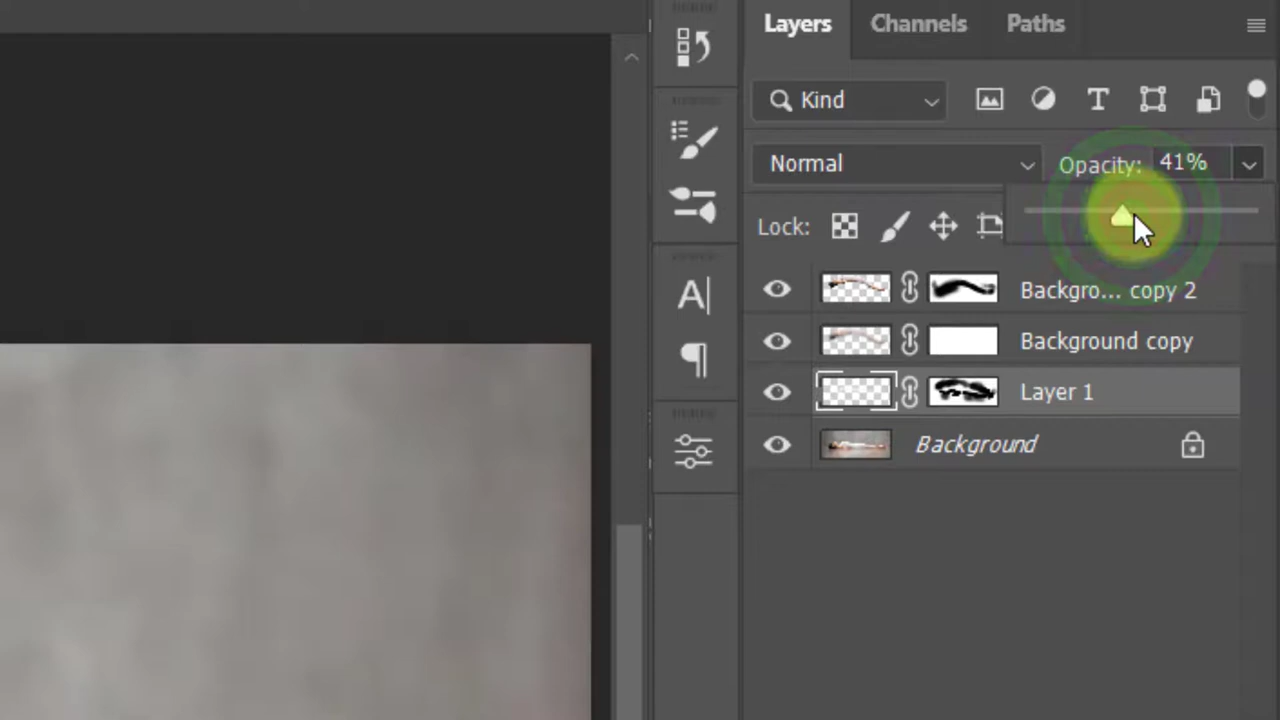 Layers Channels Paths
Kind
Normal Opacity: 41%
Lock:
Backgro... copy 2
Background copy
Layer 1
Background